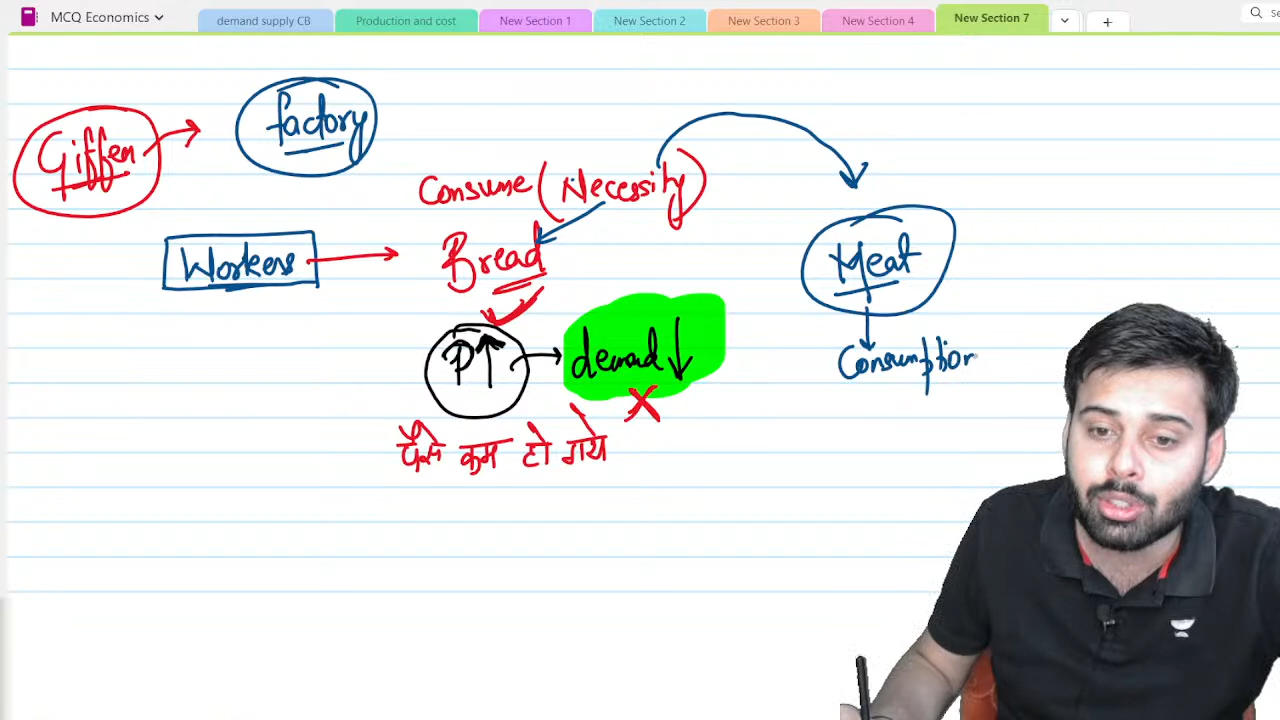 MCQ Economics
demand supply CB
Production and cost
New Section 1
New Section 2
New Section 3
New Section 4
New Section 7
Giffen
factory
Consume (Necessity)
Workers
Bread
Meat
P↑ → demand↓
X
Consumption
पैसे कम हो गये